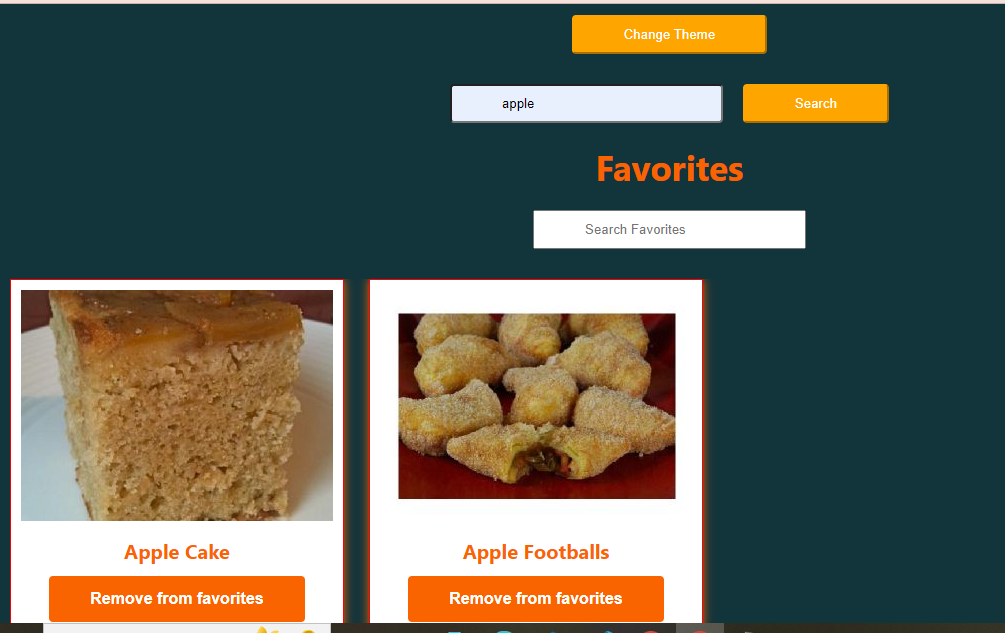 Change Theme
apple
Search
Favorites
Search Favorites
Apple Cake
Apple Footballs
Remove from favorites
Remove from favorites